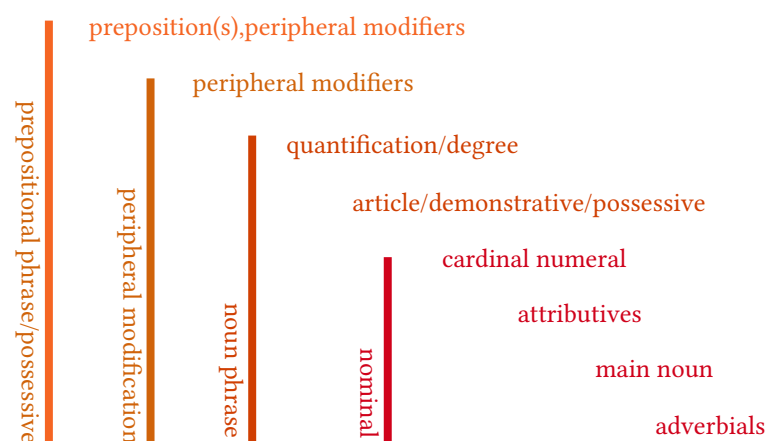 preposition(s),peripheral modifiers
peripheral modifiers
quantification/degree
article/demonstrative/possessive
cardinal numeral
attributives
main noun
adverbials
prepositional phrase/possessive
peripheral modification
noun phrase
nominal